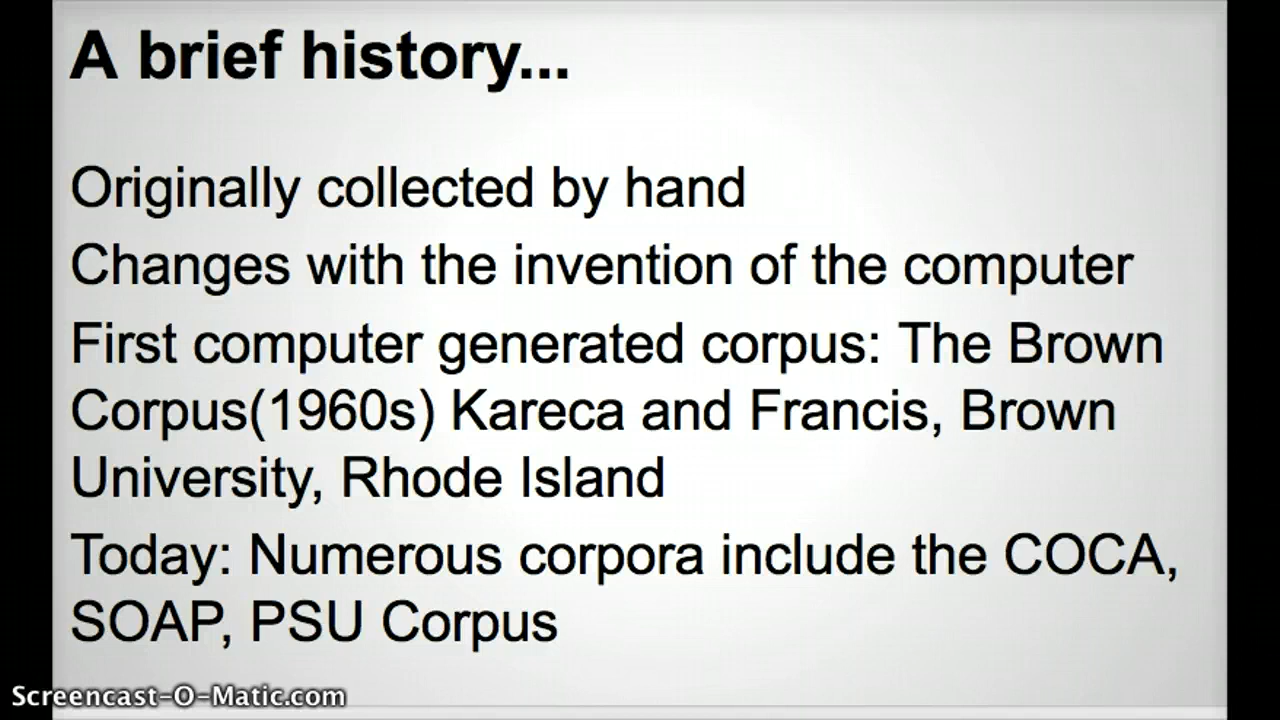 A brief history...
Originally collected by hand
Changes with the invention of the computer
First computer generated corpus: The Brown
Corpus(1960s) Kareca and Francis, Brown
University, Rhode Island
Today: Numerous corpora include the COCA,
SOAP, PSU Corpus
Screencast-O-Matic.com